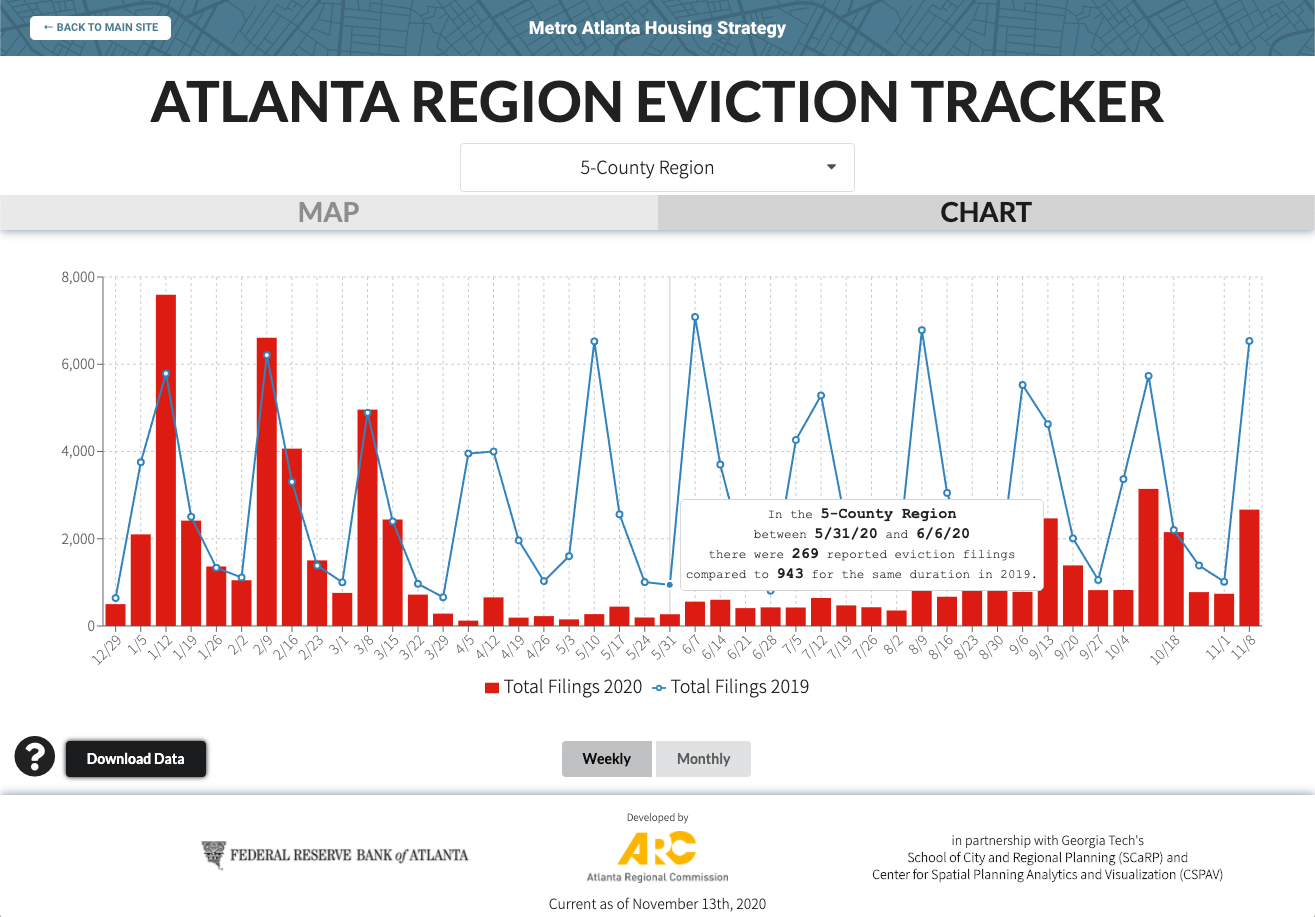 ← BACK TO MAIN SITE
Metro Atlanta Housing Strategy
ATLANTA REGION EVICTION TRACKER
5-County Region
MAP
CHART
8,000
6,000
4,000
2,000
0
In the 5-County Region
between 5/31/20 and 6/6/20
there were 269 reported eviction filings
compared to 943 for the same duration in 2019.
12/29 1/5 1/12 1/19 1/26 2/2 2/9 2/16 2/23 3/1 3/8 3/15 3/22 3/29 4/5 4/12 4/19 4/26 5/3 5/10 5/17 5/24 5/31 6/7 6/14 6/21 6/28 7/5 7/12 7/19 7/26 8/2 8/9 8/16 8/23 8/30 9/6 9/13 9/20 9/27 10/4 10/18 11/1 11/8
Total Filings 2020 Total Filings 2019
?
Download Data
Weekly
Monthly
Developed by
FEDERAL RESERVE BANK of ATLANTA
ARC
Atlanta Regional Commission
in partnership with Georgia Tech's
School of City and Regional Planning (SCaRP) and
Center for Spatial Planning Analytics and Visualization (CSPAV)
Current as of November 13th, 2020